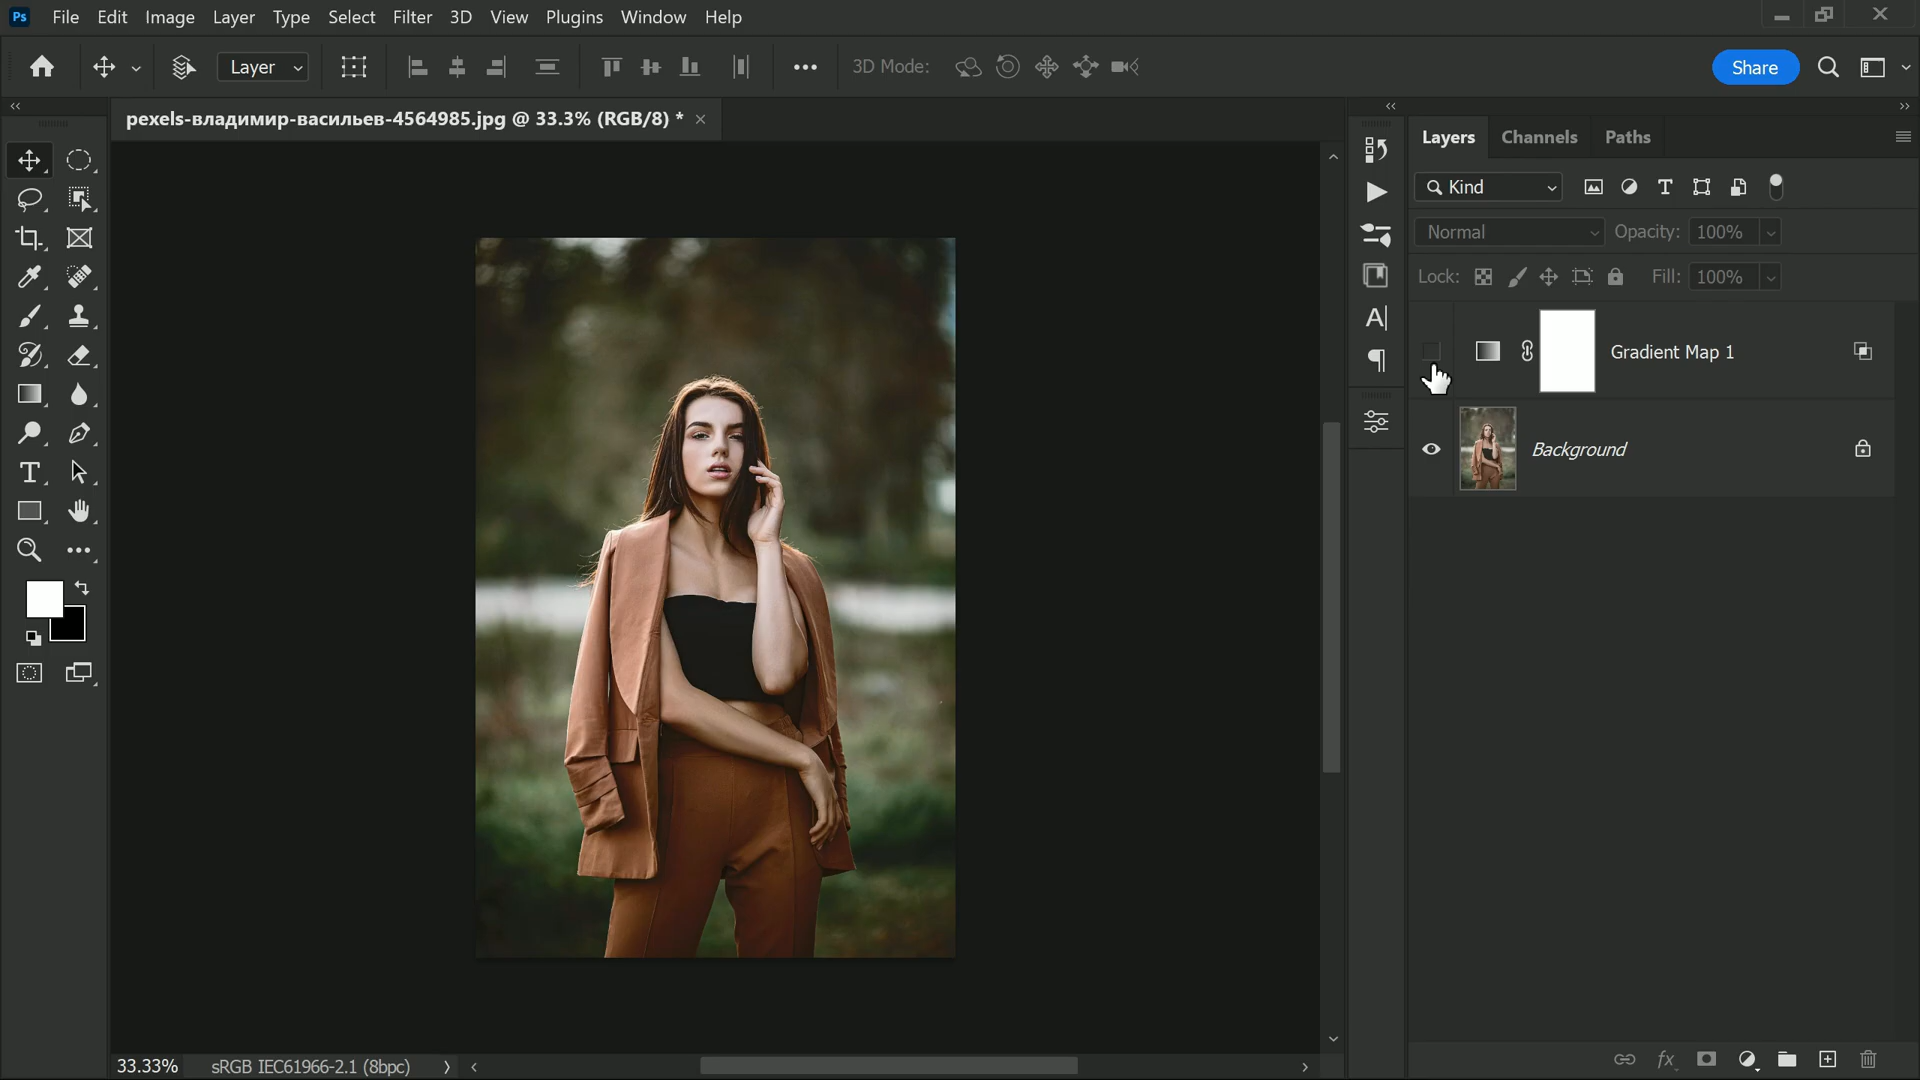 Ps File Edit Image Layer Type Select Filter 3D View Plugins Window Help
Layer 3D Mode: Share
pexels-владимир-васильев-4564985.jpg @ 33.3% (RGB/8) *
Layers Channels Paths
Kind
Normal Opacity: 100%
Lock: Fill: 100%
Gradient Map 1
Background
33.33% sRGB IEC61966-2.1 (8bpc)